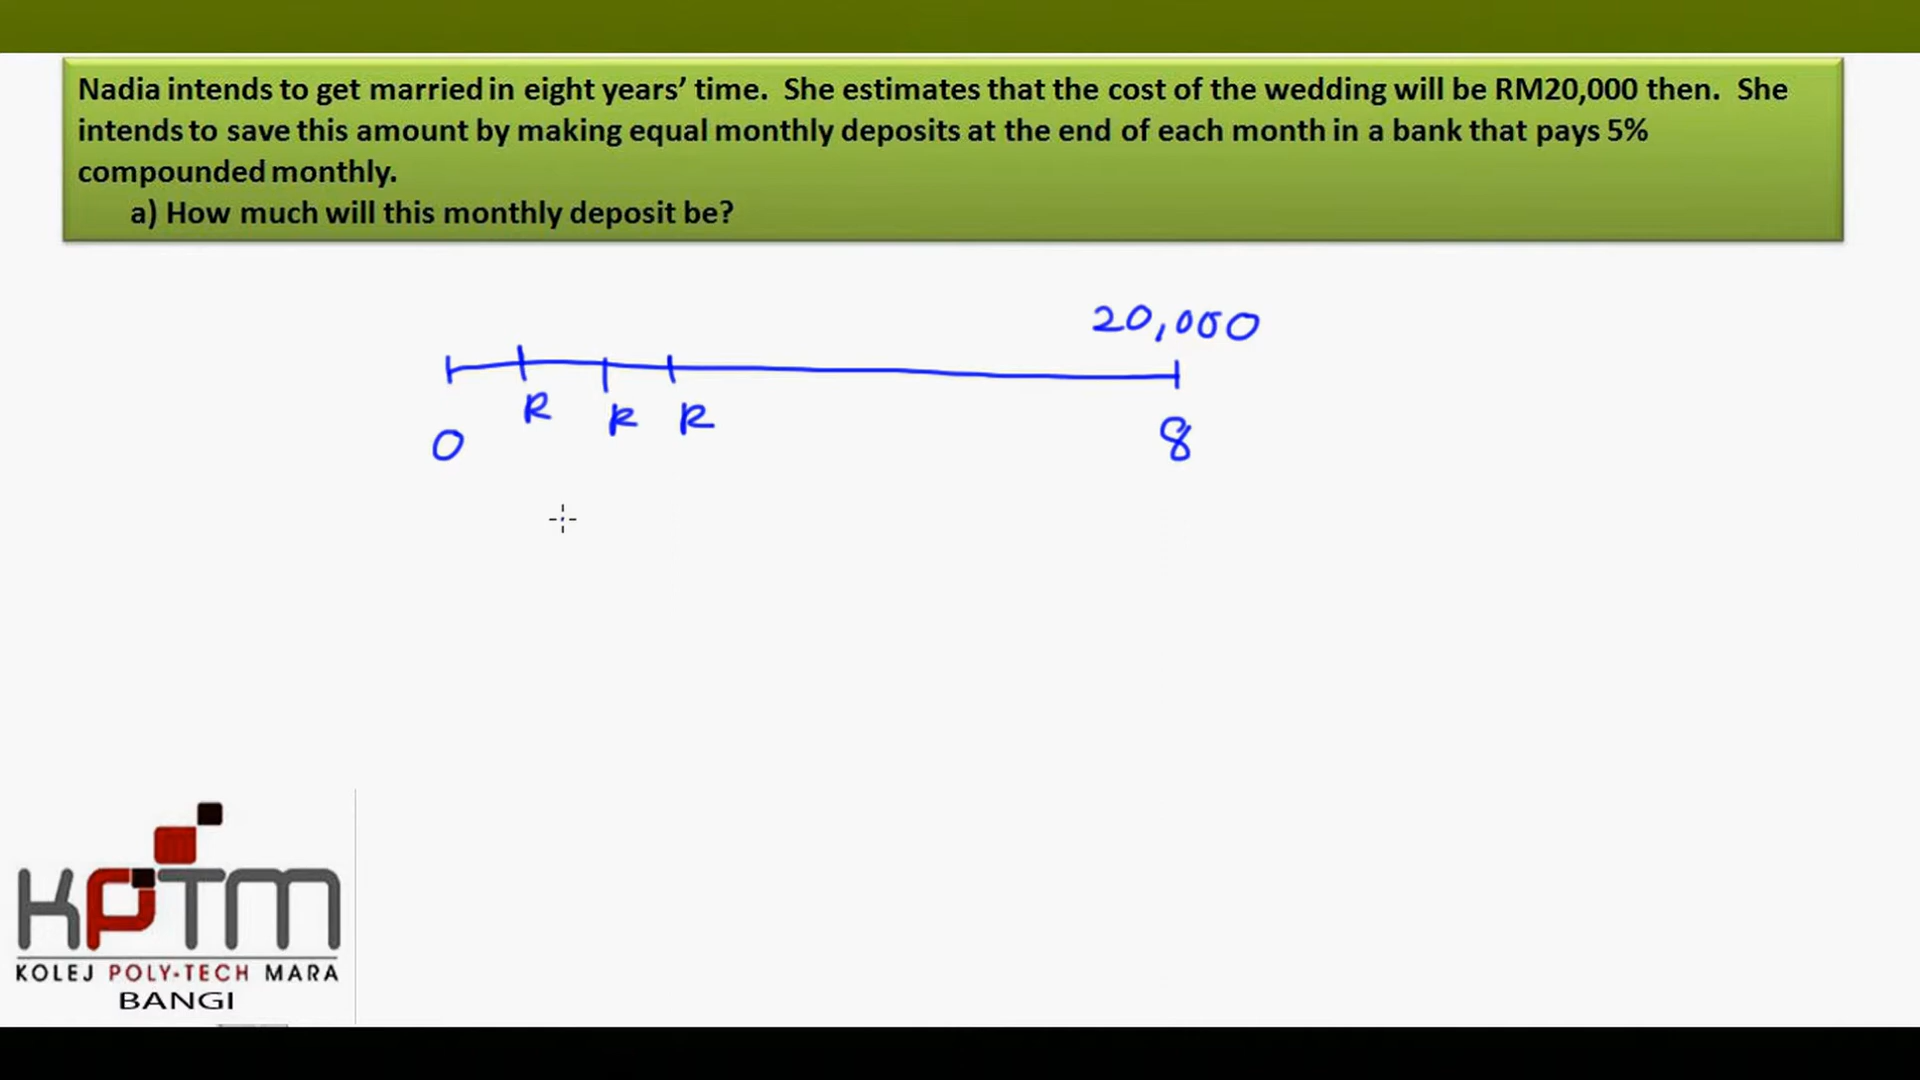 Nadia intends to get married in eight years’ time. She estimates that the cost of the wedding will be RM20,000 then. She
intends to save this amount by making equal monthly deposits at the end of each month in a bank that pays 5%
compounded monthly.
a) How much will this monthly deposit be?
20,000
R R R
0 8
KPTM
KOLEJ POLY-TECH MARA
BANGI